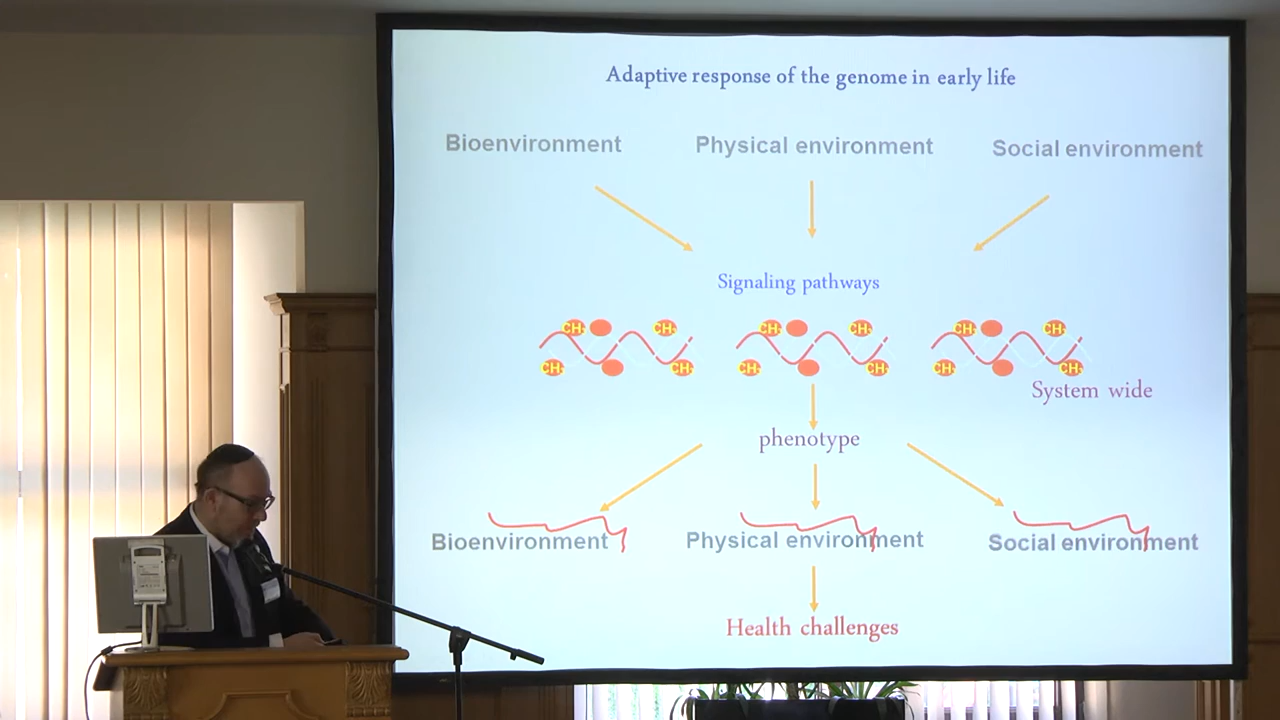 Adaptive response of the genome in early life
Bioenvironment Physical environment Social environment
Signaling pathways
CH₃ CH₃ CH₃ CH₃ CH₃ CH₃
CH₃ CH₃ CH₃ CH₃ CH₃ CH₃
System wide
phenotype
Bioenvironment Physical environment Social environment
Health challenges